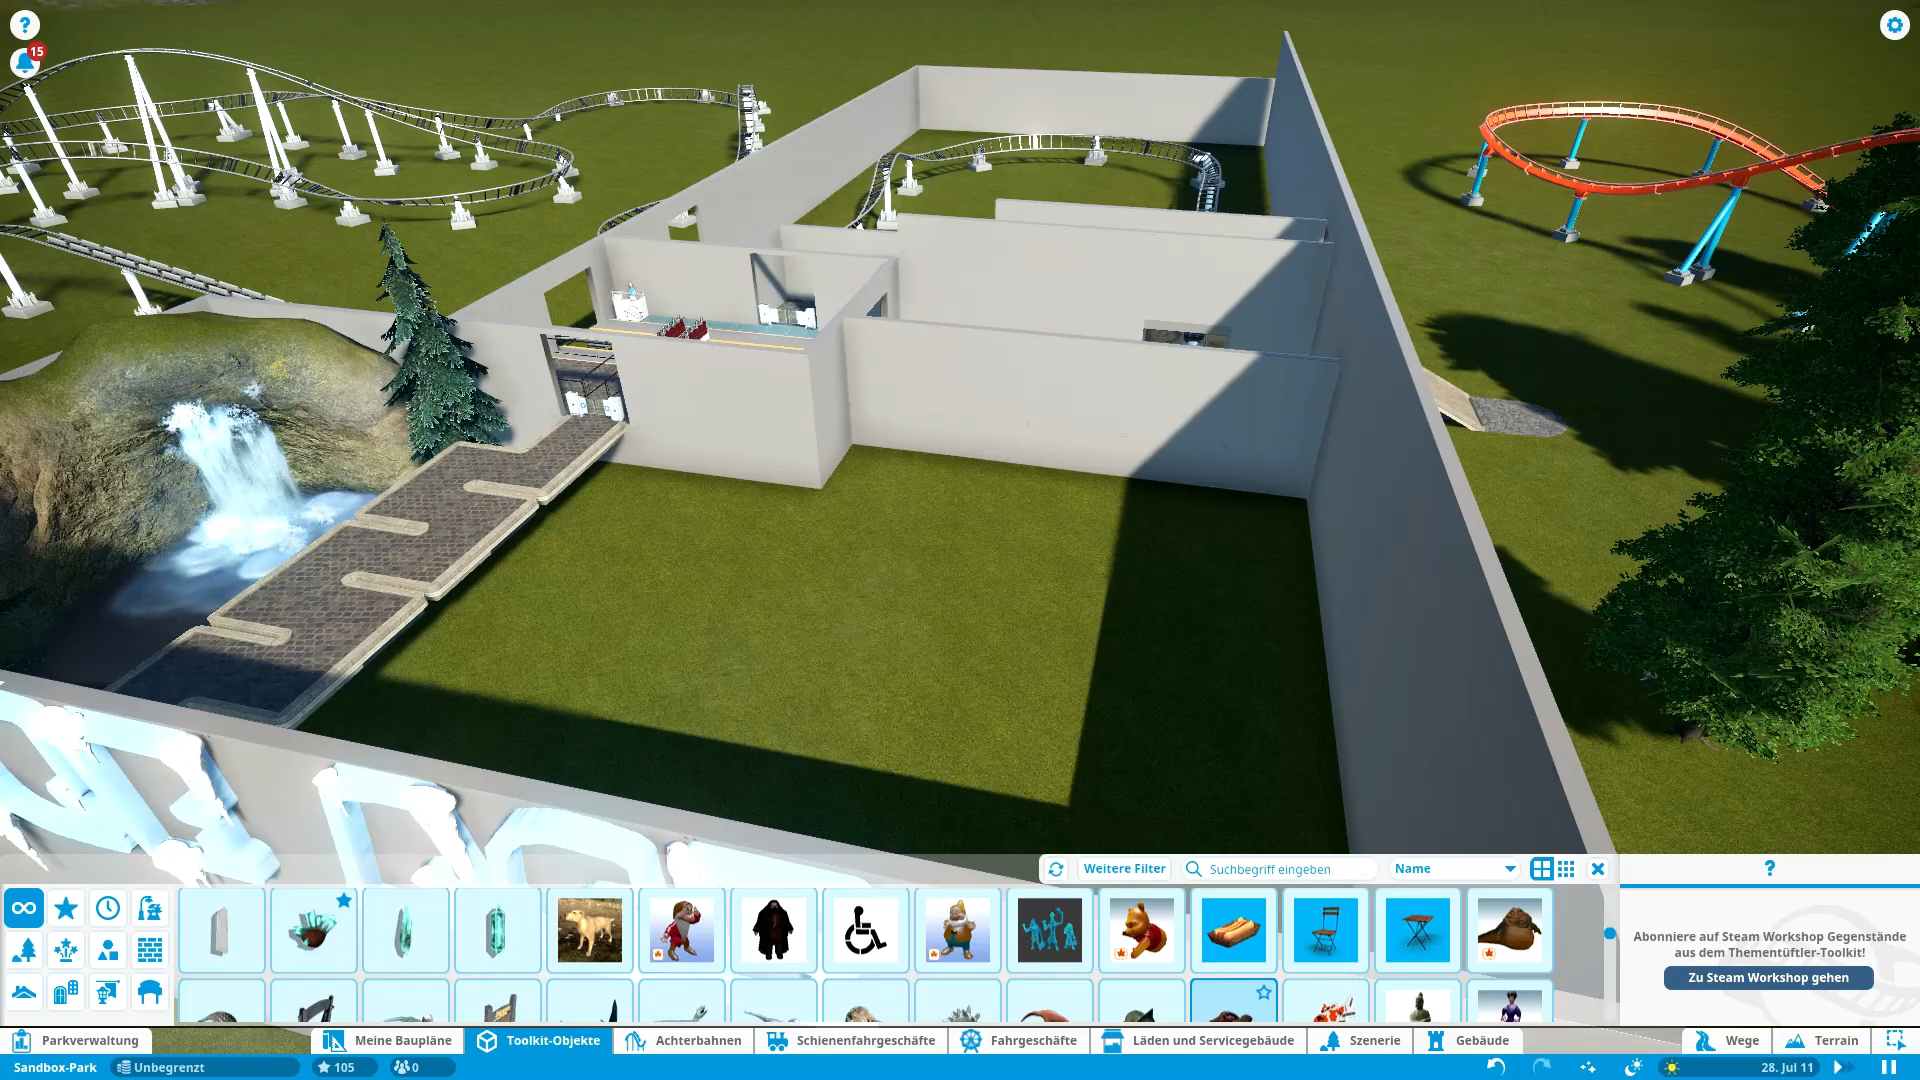 15
Weitere Filter
Suchbegriff eingeben
Name
Abonniere auf Steam Workshop Gegenstände
aus dem Thementüftler-Toolkit!
Zu Steam Workshop gehen
Parkverwaltung
Meine Baupläne
Toolkit-Objekte
Achterbahnen
Schienenfahrgeschäfte
Fahrgeschäfte
Läden und Servicegebäude
Szenerie
Gebäude
Wege
Terrain
Sandbox-Park
Unbegrenzt
105
0
28. Jul 11